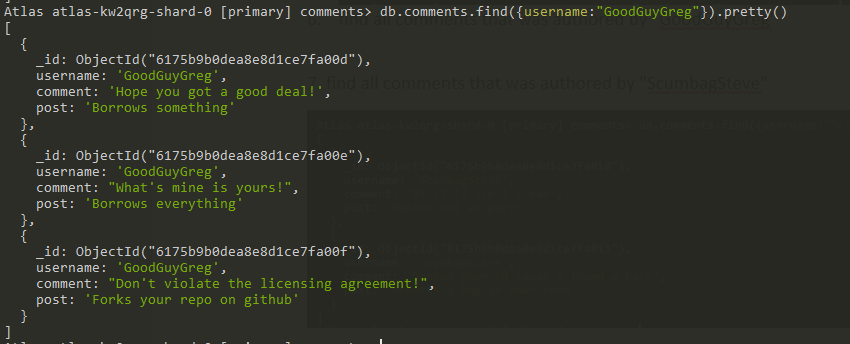 ]
Atlas atlas-kw2qrg-shard-0 [primary] comments> db.comments.find({username:"GoodGuyGreg"}).pretty()
[
  {
    _id: ObjectId("6175b9b0dea8e8d1ce7fa00d"),
    username: 'GoodGuyGreg',
    comment: 'Hope you got a good deal!',
    post: 'Borrows something'
  },
  {
    _id: ObjectId("6175b9b0dea8e8d1ce7fa00e"),
    username: 'GoodGuyGreg',
    comment: "What's mine is yours!",
    post: 'Borrows everything'
  },
  {
    _id: ObjectId("6175b9b0dea8e8d1ce7fa00f"),
    username: 'GoodGuyGreg',
    comment: "Don't violate the licensing agreement!",
    post: 'Forks your repo on github'
  }
]
find all comments that was authored by "ScumbagSteve"